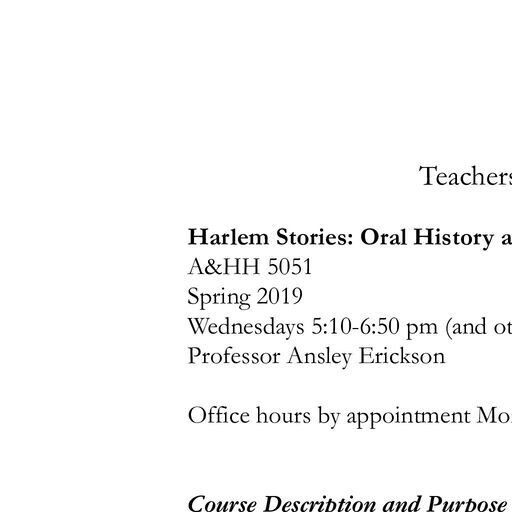 Teachers
Harlem Stories: Oral History a
A&HH 5051
Spring 2019
Wednesdays 5:10-6:50 pm (and ot
Professor Ansley Erickson
Office hours by appointment Mo
Course Description and Purpose